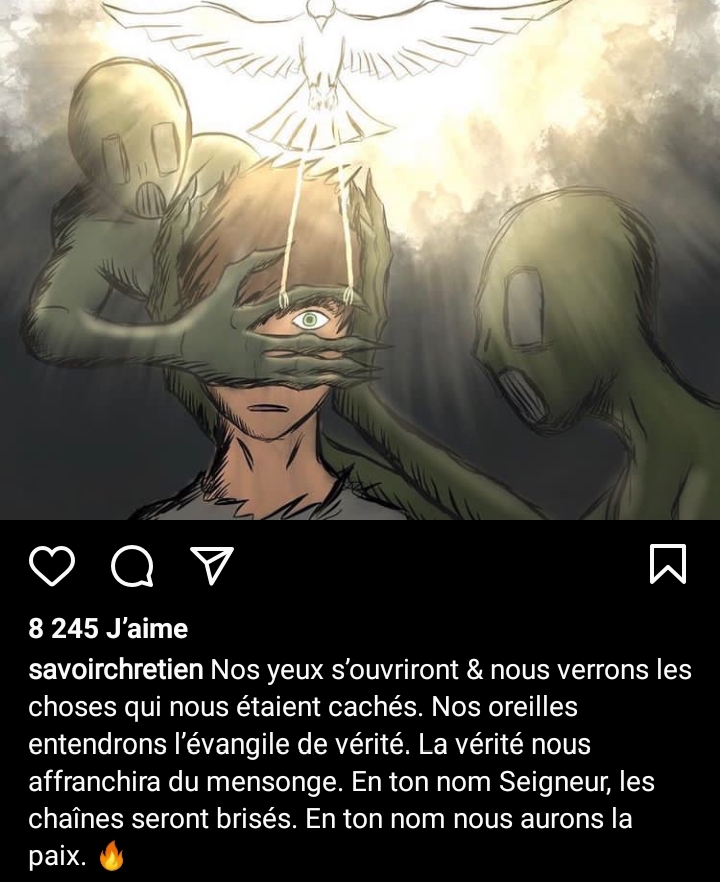 8 245 J’aime
savoirchretien Nos yeux s’ouvriront & nous verrons les
choses qui nous étaient cachés. Nos oreilles
entendrons l’évangile de vérité. La vérité nous
affranchira du mensonge. En ton nom Seigneur, les
chaînes seront brisés. En ton nom nous aurons la
paix. 🔥